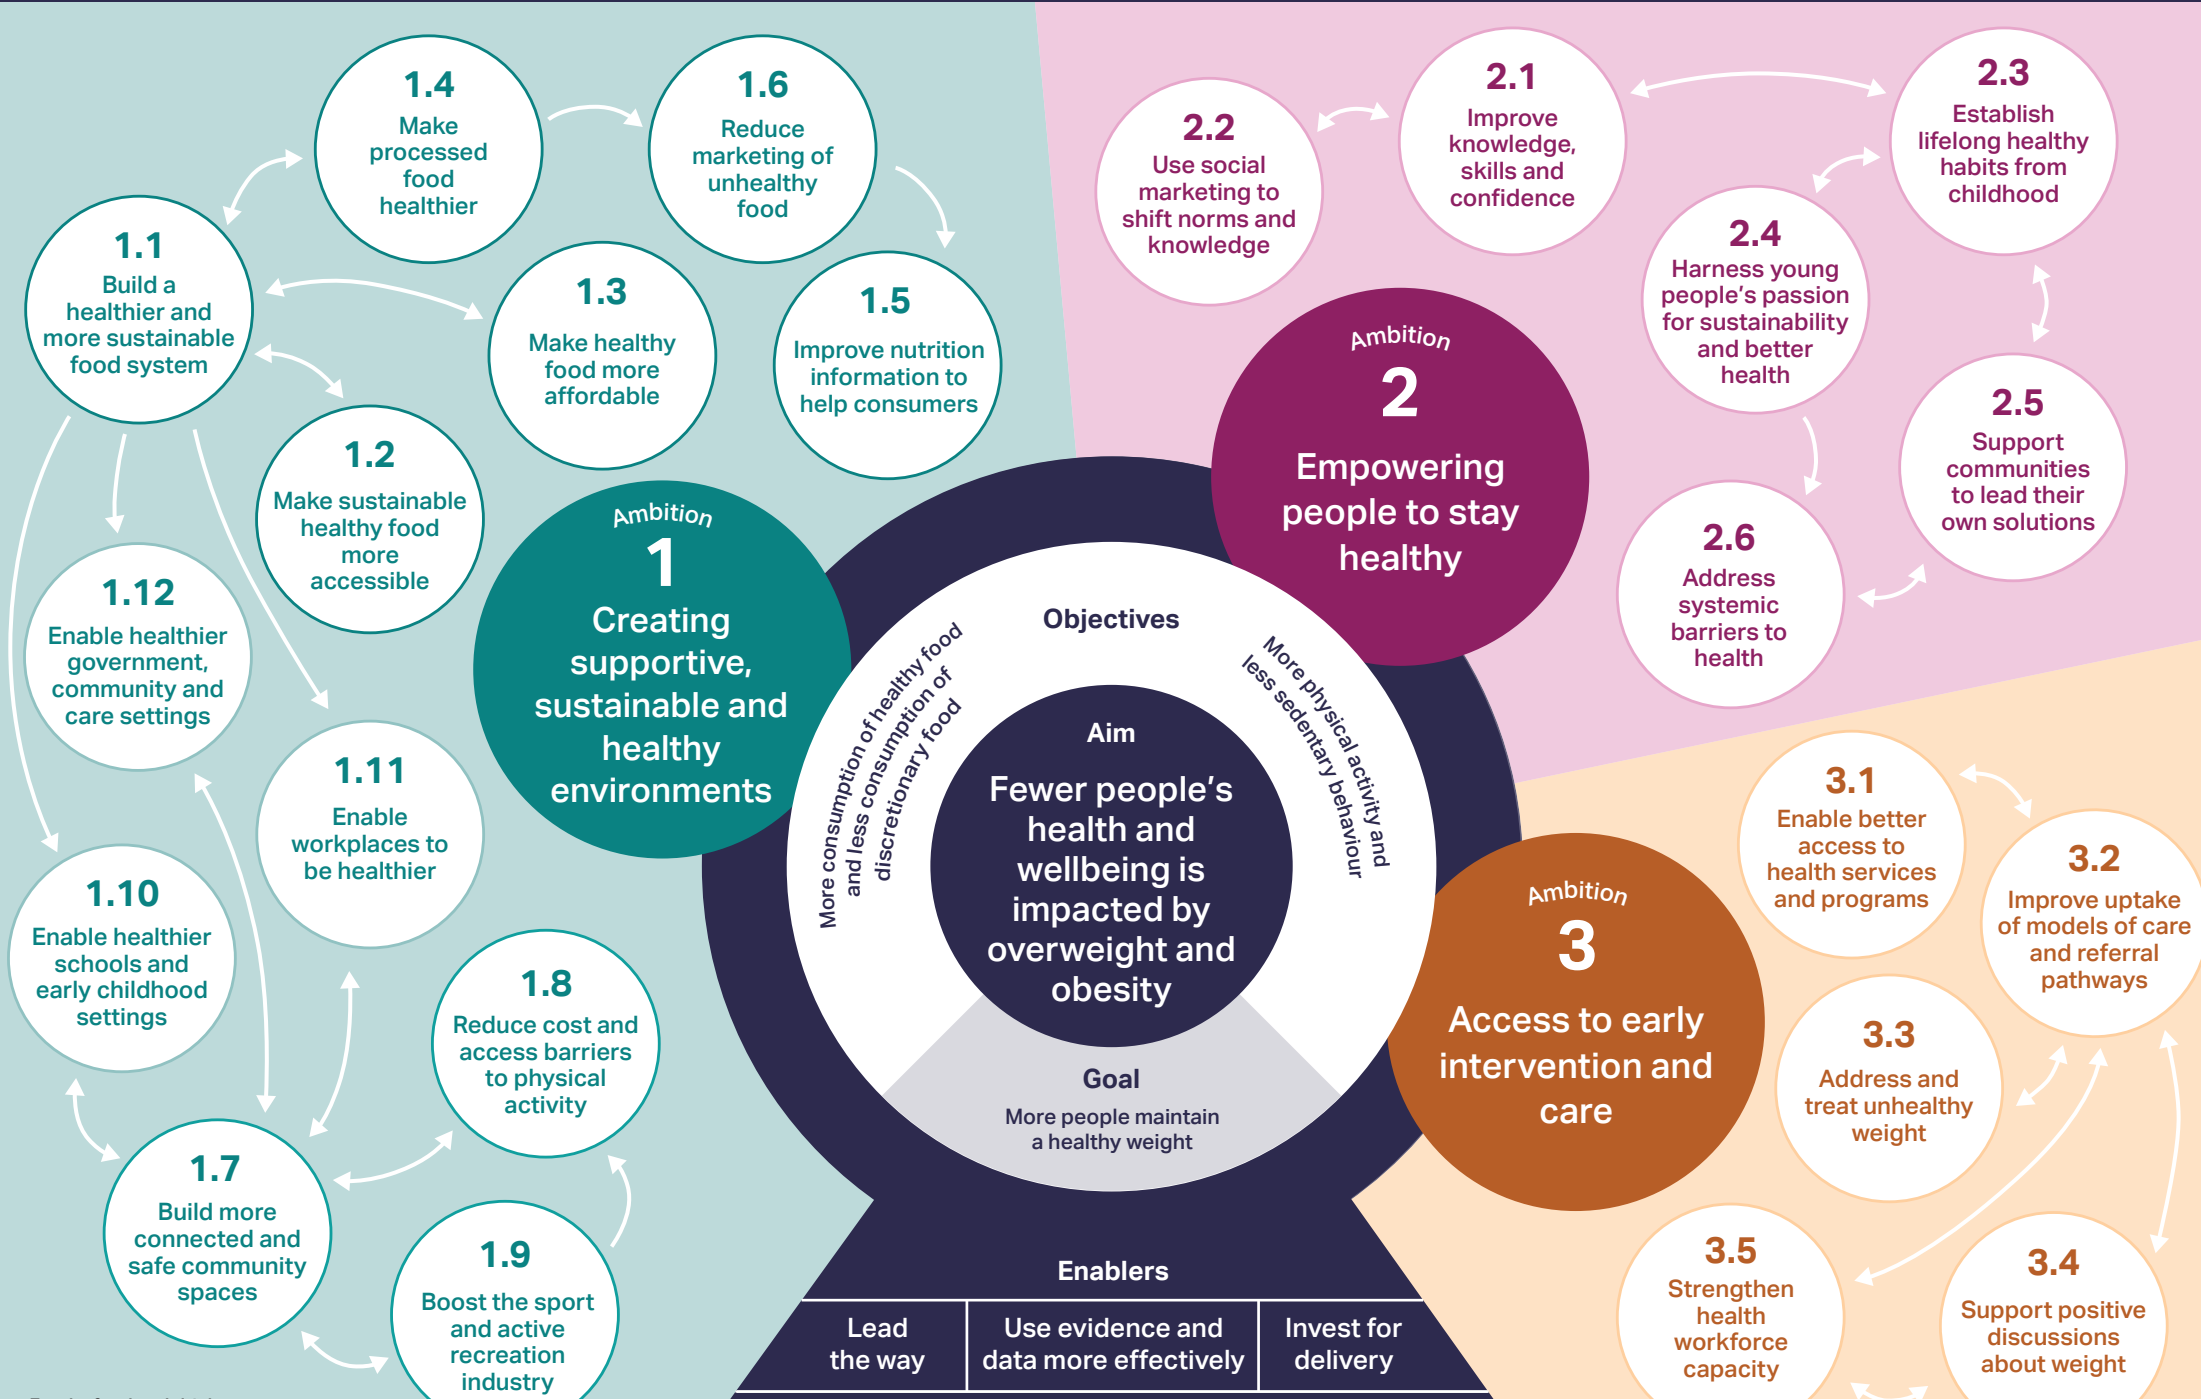 1.4
Make
processed
food
healthier
1.6
Reduce
marketing of
unhealthy
food
1.1
Build a
healthier and
more sustainable
food system
1.3
Make healthy
food more
affordable
1.5
Improve nutrition
information to
help consumers
1.2
Make sustainable
healthy food
more
accessible
1.12
Enable healthier
government,
community and
care settings
1.11
Enable
workplaces to
be healthier
1.10
Enable healthier
schools and
early childhood
settings
1.8
Reduce cost and
access barriers
to physical
activity
1.7
Build more
connected and
safe community
spaces
1.9
Boost the sport
and active
recreation
industry
Ambition
1
Creating
supportive,
sustainable and
healthy
environments
2.2
Use social
marketing to
shift norms and
knowledge
2.1
Improve
knowledge,
skills and
confidence
2.3
Establish
lifelong healthy
habits from
childhood
2.4
Harness young
people's passion
for sustainability
and better
health
2.5
Support
communities
to lead their
own solutions
2.6
Address
systemic
barriers to
health
Ambition
2
Empowering
people to stay
healthy
Objectives
More consumption of healthy food
and less consumption of
discretionary food
More physical activity and
less sedentary behaviour
Aim
Fewer people's
health and
wellbeing is
impacted by
overweight and
obesity
Goal
More people maintain
a healthy weight
Ambition
3
Access to early
intervention and
care
3.1
Enable better
access to
health services
and programs
3.2
Improve uptake
of models of care
and referral
pathways
3.3
Address and
treat unhealthy
weight
3.5
Strengthen
health
workforce
capacity
3.4
Support positive
discussions
about weight
Enablers
Lead
the way
Use evidence and
data more effectively
Invest for
delivery